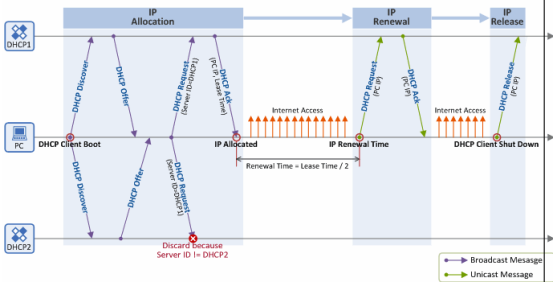 IP
Allocation
IP
Renewal
IP
Release
DHCP1
DHCP Discover
DHCP Offer
DHCP Request
(Server ID=DHCP1)
DHCP Ack
(PC IP, Lease Time)
DHCP Request
(PC IP)
DHCP Ack
(PC IP)
DHCP Release
(PC IP)
Internet Access
Internet Access
PC
DHCP Client Boot
IP Allocated
IP Renewal Time
DHCP Client Shut Down
Renewal Time = Lease Time / 2
DHCP Discover
DHCP Offer
DHCP Request
(Server ID=DHCP1)
DHCP2
Discard because
Server ID != DHCP2
Broadcast Mesasge
Unicast Message